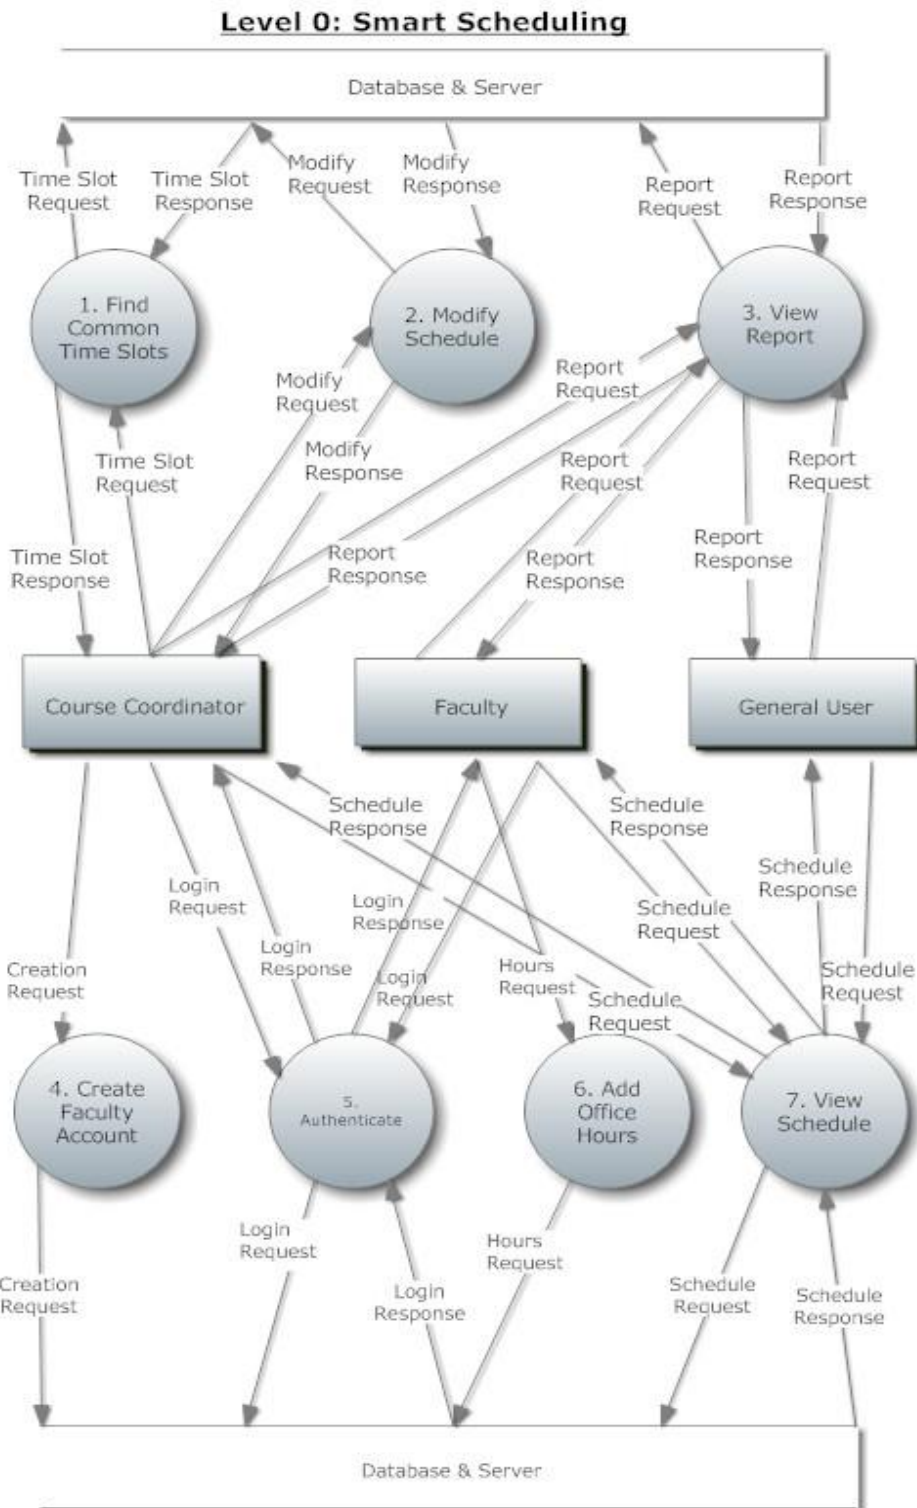 Level 0: Smart Scheduling
Database & Server
Time Slot
Request
Time Slot
Response
Modify
Request
Modify
Response
Report
Request
Report
Response
1. Find
Common
Time Slots
2. Modify
Schedule
3. View
Report
Modify
Request
Report
Request
Time Slot
Request
Modify
Response
Report
Request
Report
Request
Time Slot
Response
Report
Response
Report
Response
Report
Response
Course Coordinator
Faculty
General User
Schedule
Response
Schedule
Response
Login
Request
Login
Response
Schedule
Response
Schedule
Request
Creation
Request
Login
Response
Login
Request
Hours
Request
Schedule
Request
Schedule
Request
4. Create
Faculty
Account
5.
Authenticate
6. Add
Office
Hours
7. View
Schedule
Login
Request
Hours
Request
Creation
Request
Login
Response
Schedule
Request
Schedule
Response
Database & Server